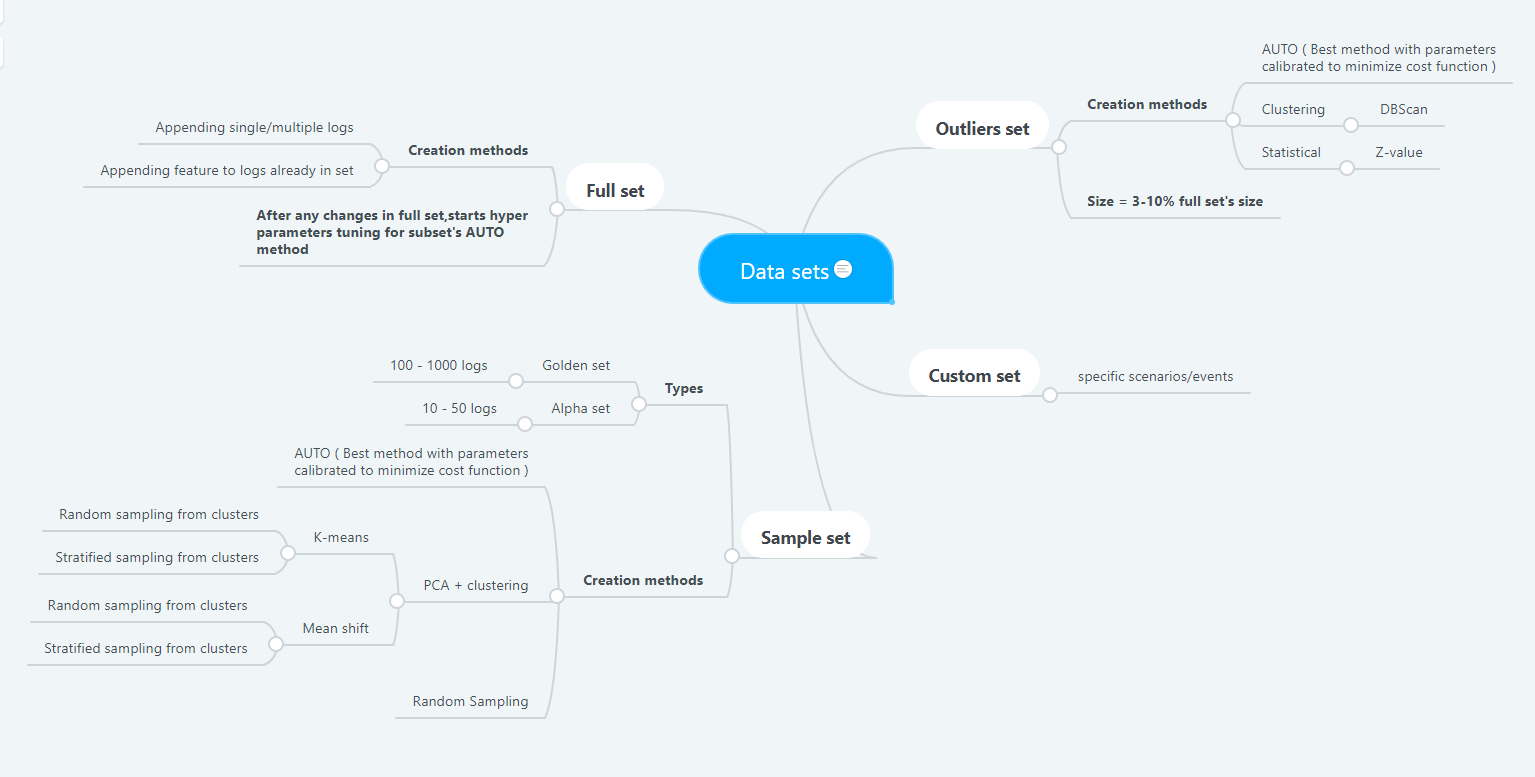 Data sets
Outliers set
Creation methods
AUTO ( Best method with parameters
calibrated to minimize cost function )
Clustering
DBScan
Statistical
Z-value
Size = 3-10% full set's size
Custom set
specific scenarios/events
Full set
Creation methods
Appending single/multiple logs
Appending feature to logs already in set
After any changes in full set,starts hyper
parameters tuning for subset's AUTO
method
Sample set
Types
Golden set
100 - 1000 logs
Alpha set
10 - 50 logs
Creation methods
AUTO ( Best method with parameters
calibrated to minimize cost function )
PCA + clustering
K-means
Random sampling from clusters
Stratified sampling from clusters
Mean shift
Random sampling from clusters
Stratified sampling from clusters
Random Sampling